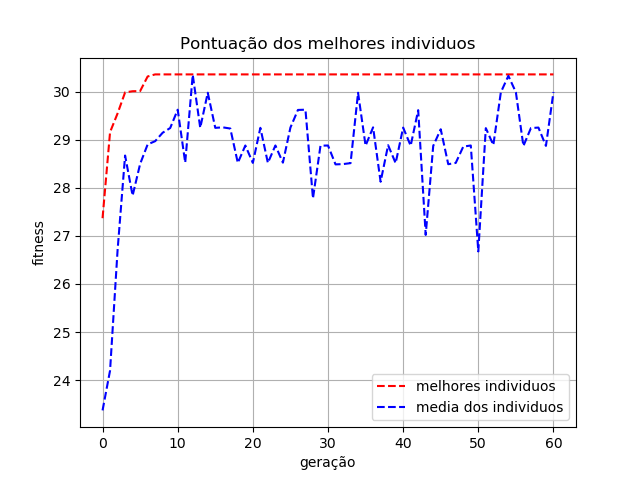 Pontuação dos melhores individuos
30
29
28
27
26
25
24
fitness
0 10 20 30 40 50 60
geração
melhores individuos
media dos individuos